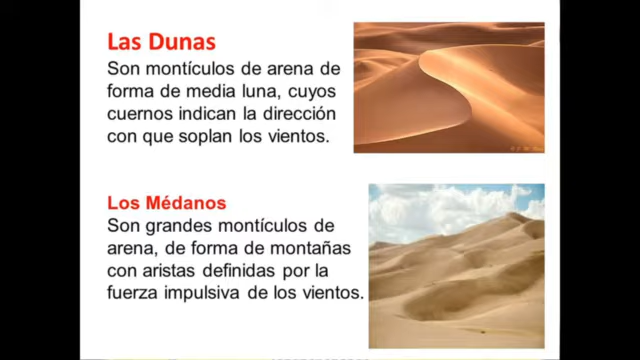 Las Dunas
Son montículos de arena de
forma de media luna, cuyos
cuernos indican la dirección
con que soplan los vientos.
Los Médanos
Son grandes montículos de
arena, de forma de montañas
con aristas definidas por la
fuerza impulsiva de los vientos.